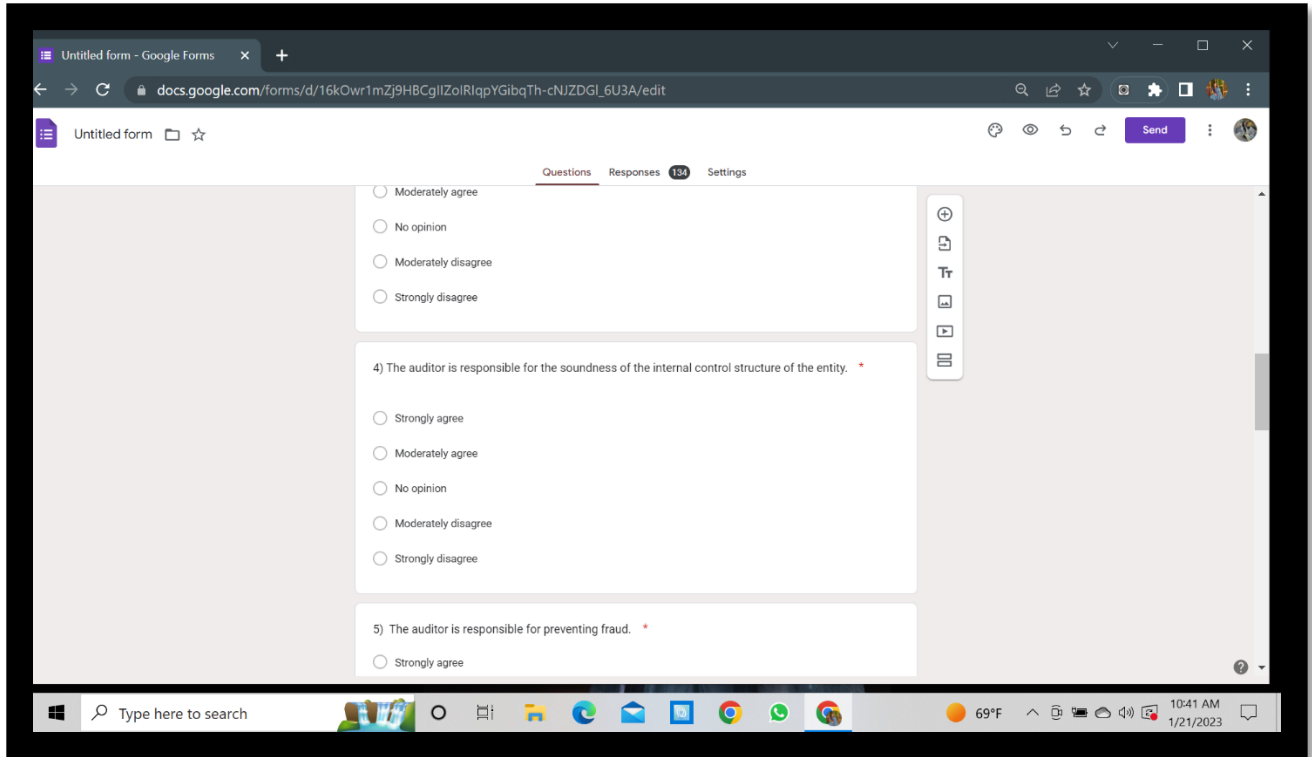 Untitled form - Google Forms
docs.google.com/forms/d/16kOwr1mZj9HBCgIIZoIRIqpYGibqTh-cNJZDGl_6U3A/edit
Untitled form
Send
Questions Responses 134 Settings
Moderately agree
No opinion
Moderately disagree
Strongly disagree
4) The auditor is responsible for the soundness of the internal control structure of the entity. *
Strongly agree
Moderately agree
No opinion
Moderately disagree
Strongly disagree
5) The auditor is responsible for preventing fraud. *
Strongly agree
Type here to search
69°F
10:41 AM
1/21/2023